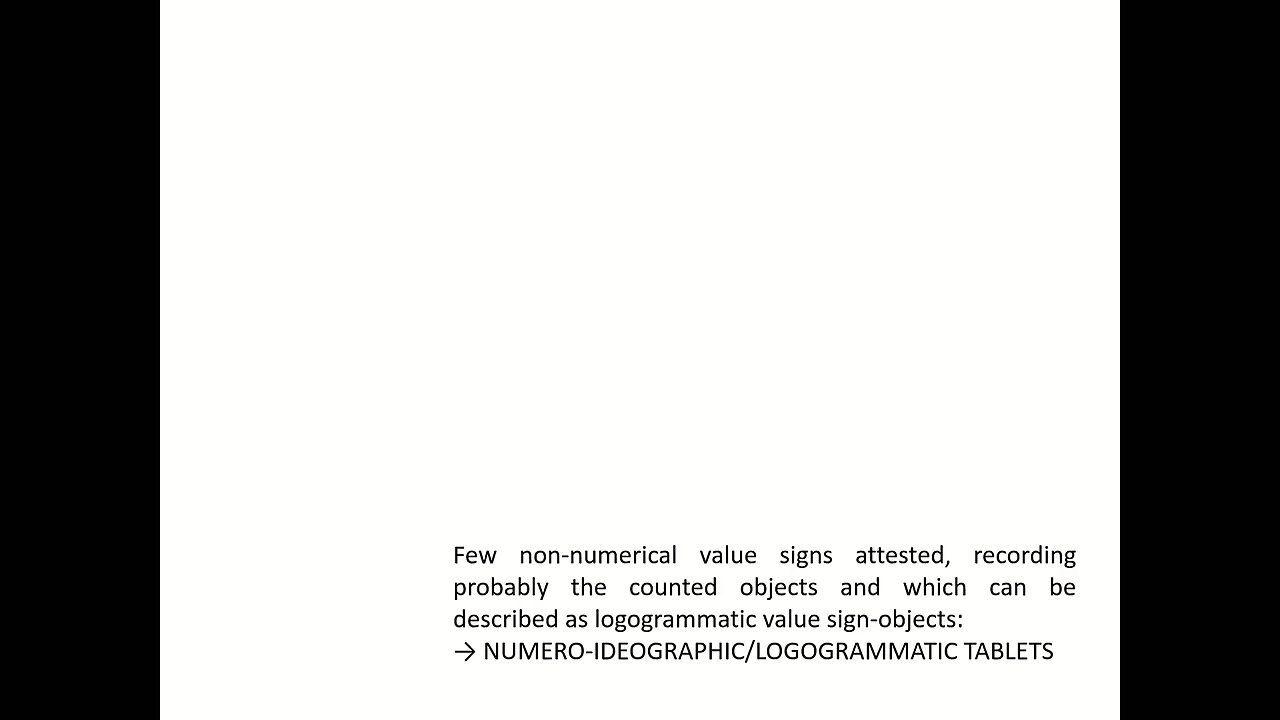 Few non-numerical value signs attested, recording
probably the counted objects and which can be
described as logogrammatic value sign-objects:
→ NUMERO-IDEOGRAPHIC/LOGOGRAMMATIC TABLETS